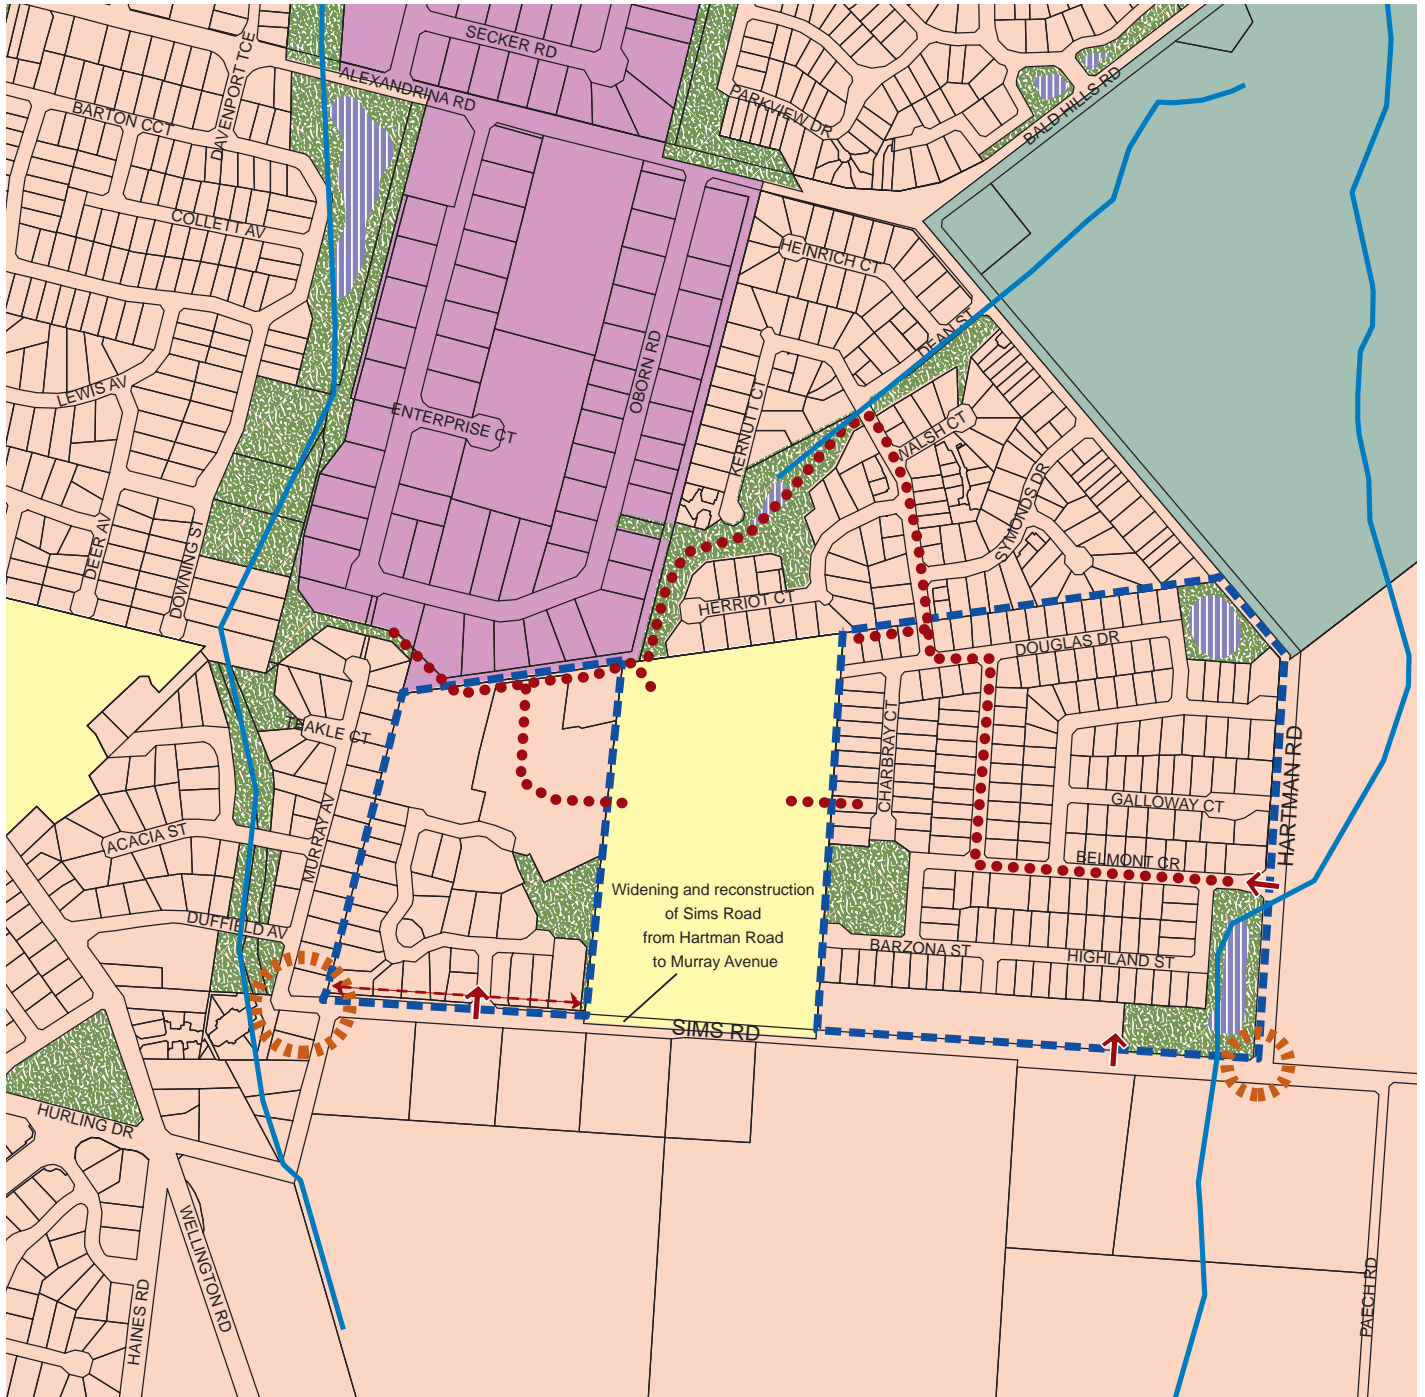 SECKER RD
ALEXANDRINA RD
DAVENPORT TCE
BARTON CCT
PARKVIEW DR
BALD HILLS RD
COLLETT AV
HEINRICH CT
DEAN ST
LEWIS AV
OBORN RD
KERNUTT CT
ENTERPRISE CT
WALSH CT
SYMONDS DR
DEER AV
DOWNING ST
HERRIOT CT
DOUGLAS DR
TEAKLE CT
CHARBRAY CT
HARTMAN RD
GALLOWAY CT
ACACIA ST
MURRAY AV
BELMONT CR
Widening and reconstruction
of Sims Road
from Hartman Road
to Murray Avenue
DUFFIELD AV
BARZONA ST
HIGHLAND ST
SIMS RD
HURLING DR
WELLINGTON RD
HAINES RD
PAECH RD